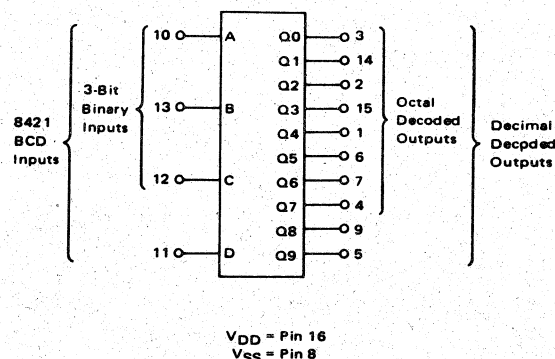 10 A Q0 3
Q1 14
Q2 2
3-Bit
Binary
Inputs
13 B Q3 15
Octal
Decoded
Outputs
8421
BCD
Inputs
Q4 1
Decimal
Decpded
Outputs
Q5 6
12 C Q6 7
Q7 4
Q8 9
11 D Q9 5
VDD = Pin 16
VSS = Pin 8